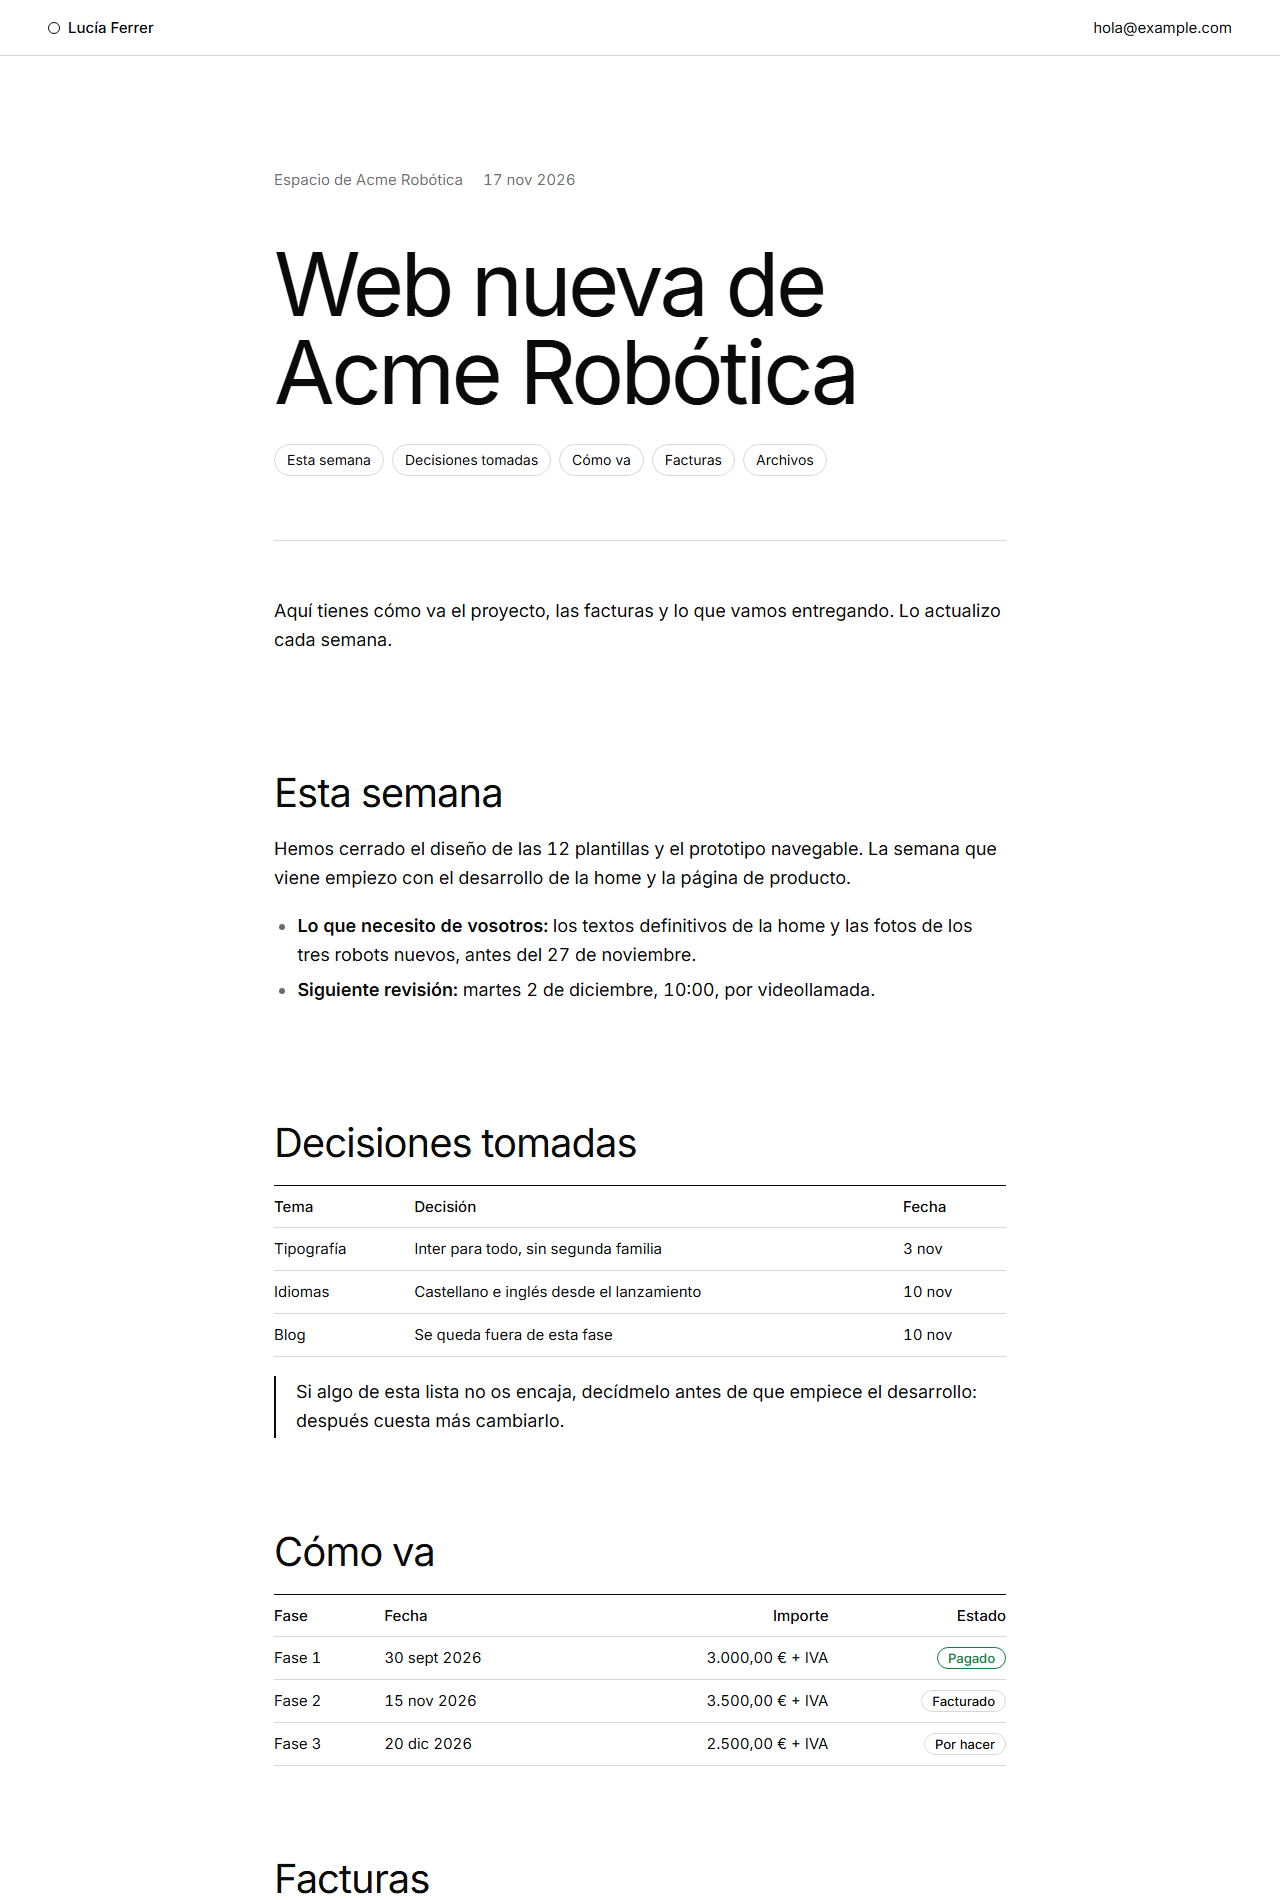 Lucía Ferrer
hola@example.com
Espacio de Acme Robótica 17 nov 2026
Web nueva de
Acme Robótica
Esta semana Decisiones tomadas Cómo va Facturas Archivos
Aquí tienes cómo va el proyecto, las facturas y lo que vamos entregando. Lo actualizo
cada semana.
Esta semana
Hemos cerrado el diseño de las 12 plantillas y el prototipo navegable. La semana que
viene empiezo con el desarrollo de la home y la página de producto.
• Lo que necesito de vosotros: los textos definitivos de la home y las fotos de los
tres robots nuevos, antes del 27 de noviembre.
• Siguiente revisión: martes 2 de diciembre, 10:00, por videollamada.
Decisiones tomadas
Tema Decisión Fecha
Tipografía Inter para todo, sin segunda familia 3 nov
Idiomas Castellano e inglés desde el lanzamiento 10 nov
Blog Se queda fuera de esta fase 10 nov
Si algo de esta lista no os encaja, decídmelo antes de que empiece el desarrollo:
después cuesta más cambiarlo.
Cómo va
Fase Fecha Importe Estado
Fase 1 30 sept 2026 3.000,00 € + IVA Pagado
Fase 2 15 nov 2026 3.500,00 € + IVA Facturado
Fase 3 20 dic 2026 2.500,00 € + IVA Por hacer
Facturas